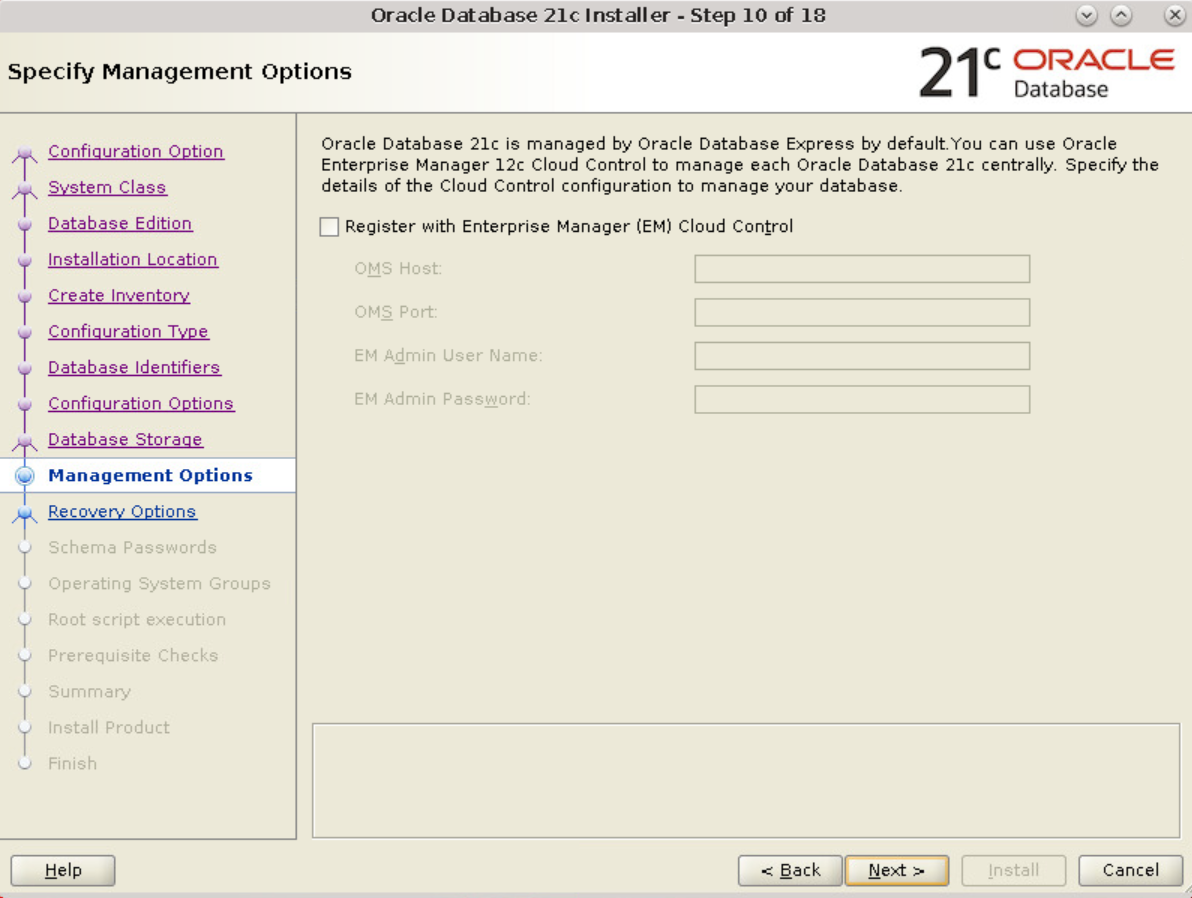 Oracle Database 21c Installer - Step 10 of 18
Specify Management Options
21c ORACLE
Database
Configuration Option
System Class
Database Edition
Installation Location
Create Inventory
Configuration Type
Database Identifiers
Configuration Options
Database Storage
Management Options
Recovery Options
Schema Passwords
Operating System Groups
Root script execution
Prerequisite Checks
Summary
Install Product
Finish
Oracle Database 21c is managed by Oracle Database Express by default.You can use Oracle
Enterprise Manager 12c Cloud Control to manage each Oracle Database 21c centrally. Specify the
details of the Cloud Control configuration to manage your database.
Register with Enterprise Manager (EM) Cloud Control
OMS Host:
OMS Port:
EM Admin User Name:
EM Admin Password:
Help
< Back
Next >
Install
Cancel